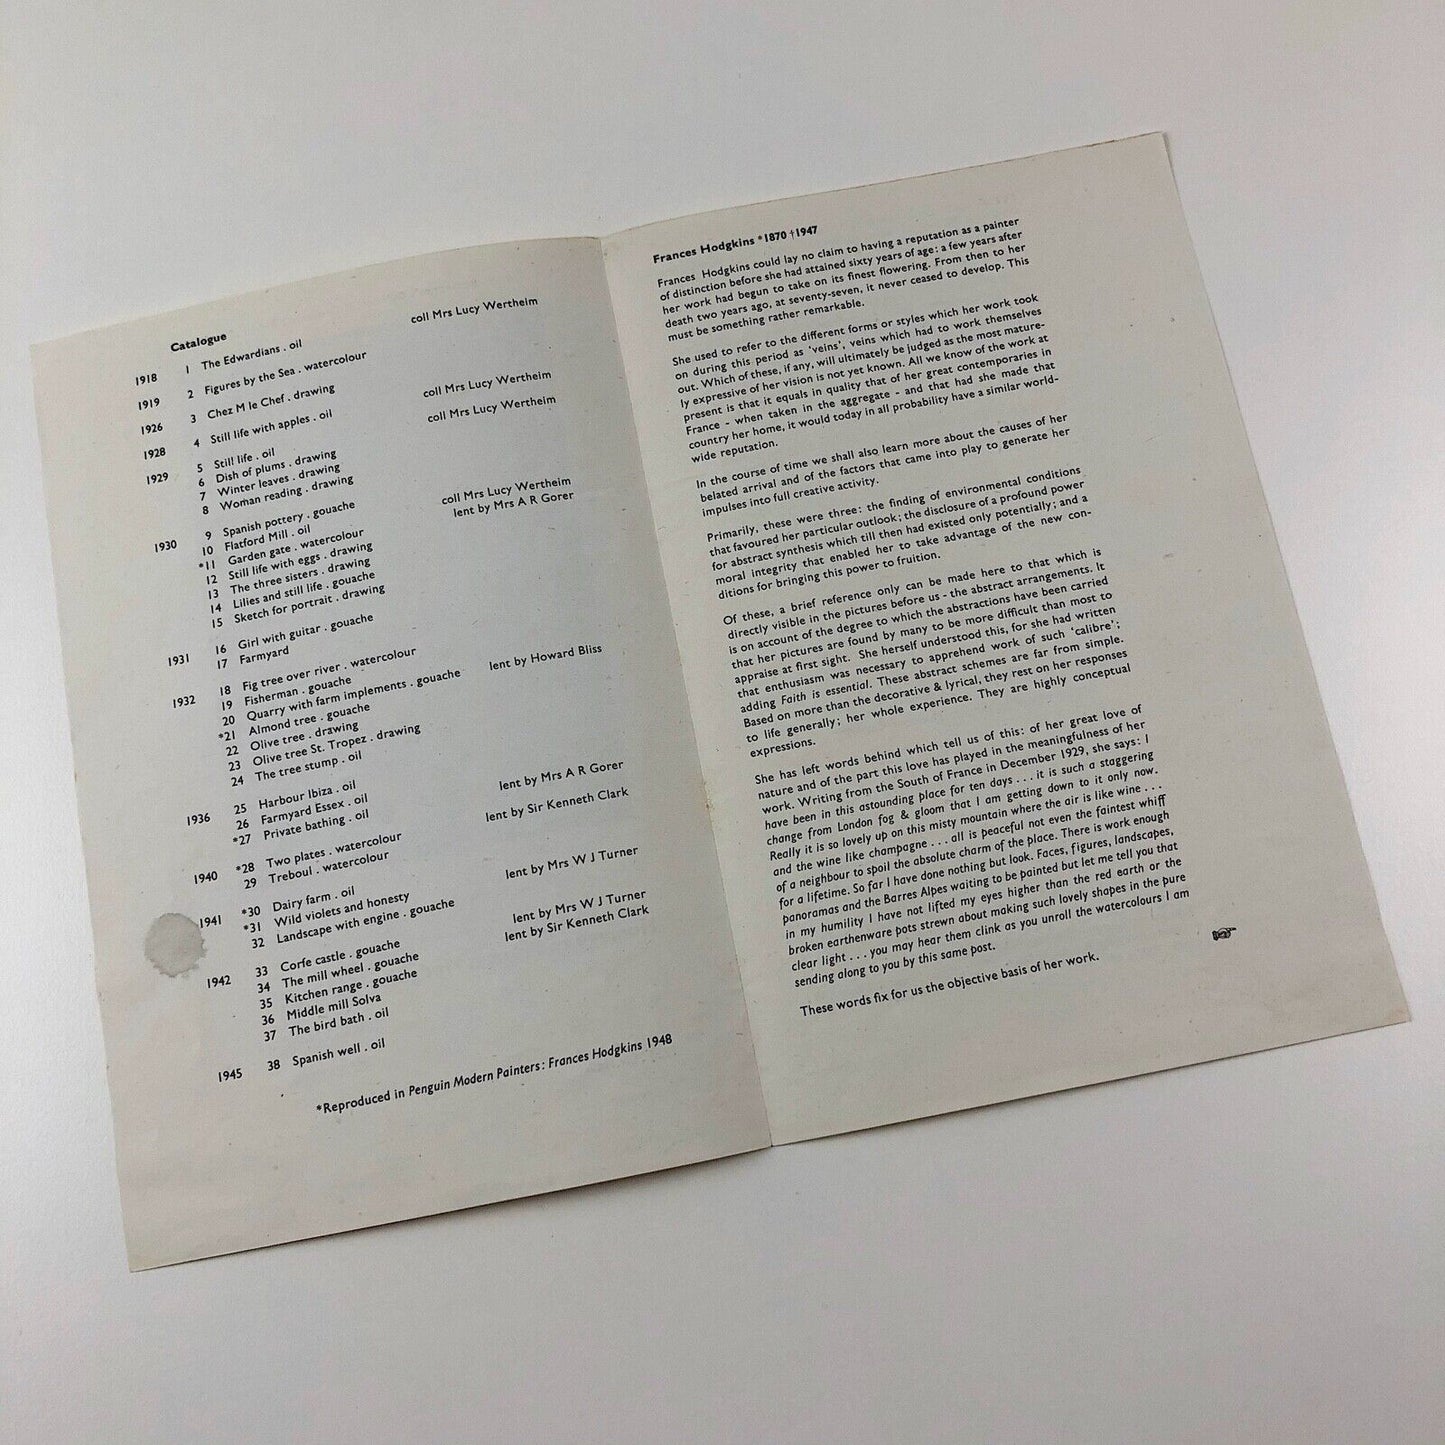 Catalogue
1918 1 The Edwardians . oil coll Mrs Lucy Wertheim
1919 2 Figures by the Sea . watercolour
1926 3 Chez M le Chef . drawing
1928 4 Still life with apples . oil coll Mrs Lucy Wertheim
1929 5 Still life . oil coll Mrs Lucy Wertheim
6 Dish of plums . drawing
7 Winter leaves . drawing
8 Woman reading . drawing
1930 9 Spanish pottery . gouache
10 Flatford Mill . oil coll Mrs Lucy Wertheim
*11 Garden gate . watercolour lent by Mrs A R Gorer
12 Still life with eggs . drawing
13 The three sisters . drawing
14 Lilies and still life . gouache
15 Sketch for portrait . drawing
1931 16 Girl with guitar . gouache
17 Farmyard
1932 18 Fig tree over river . watercolour
19 Fisherman . gouache
20 Quarry with farm implements . gouache lent by Howard Bliss
*21 Almond tree . gouache
22 Olive tree . drawing
23 Olive tree St. Tropez . drawing
24 The tree stump . oil
1936 25 Harbour Ibiza . oil
26 Farmyard Essex . oil
*27 Private bathing . oil lent by Mrs A R Gorer
1940 *28 Two plates . watercolour lent by Sir Kenneth Clark
29 Treboul . watercolour
1941 *30 Dairy farm . oil
*31 Wild violets and honesty lent by Mrs W J Turner
32 Landscape with engine . gouache
1942 33 Corfe castle . gouache lent by Mrs W J Turner
34 The mill wheel . gouache lent by Sir Kenneth Clark
35 Kitchen range . gouache
36 Middle mill Solva
37 The bird bath . oil
1945 38 Spanish well . oil
*Reproduced in Penguin Modern Painters: Frances Hodgkins 1948
Frances Hodgkins *1870 †1947
Frances Hodgkins could lay no claim to having a reputation as a painter
of distinction before she had attained sixty years of age: a few years after
her work had begun to take on its finest flowering. From then to her
death two years ago, at seventy-seven, it never ceased to develop. This
must be something rather remarkable.
She used to refer to the different forms or styles which her work took
on during this period as 'veins', veins which had to work themselves
out. Which of these, if any, will ultimately be judged as the most mature-
ly expressive of her vision is not yet known. All we know of the work at
present is that it equals in quality that of her great contemporaries in
France - when taken in the aggregate - and that had she made that
country her home, it would today in all probability have a similar world-
wide reputation.
In the course of time we shall also learn more about the causes of her
belated arrival and of the factors that came into play to generate her
impulses into full creative activity.
Primarily, these were three: the finding of environmental conditions
that favoured her particular outlook; the disclosure of a profound power
for abstract synthesis which till then had existed only potentially; and a
moral integrity that enabled her to take advantage of the new con-
ditions for bringing this power to fruition.
Of these, a brief reference only can be made here to that which is
directly visible in the pictures before us - the abstract arrangements. It
is on account of the degree to which the abstractions have been carried
that her pictures are found by many to be more difficult than most to
appraise at first sight. She herself understood this, for she had written
that enthusiasm was necessary to apprehend work of such 'calibre';
adding Faith is essential. These abstract schemes are far from simple.
Based on more than the decorative & lyrical, they rest on her responses
to life generally; her whole experience. They are highly conceptual
expressions.
She has left words behind which tell us of this: of her great love of
nature and of the part this love has played in the meaningfulness of her
work. Writing from the South of France in December 1929, she says: I
have been in this astounding place for ten days . . . it is such a staggering
change from London fog & gloom that I am getting down to it only now.
Really it is so lovely up on this misty mountain where the air is like wine . . .
and the wine like champagne . . . all is peaceful not even the faintest whiff
of a neighbour to spoil the absolute charm of the place. There is work enough
for a lifetime. So far I have done nothing but look. Faces, figures, landscapes,
panoramas and the Barres Alpes waiting to be painted but let me tell you that
in my humility I have not lifted my eyes higher than the red earth or the
broken earthenware pots strewn about making such lovely shapes in the pure
clear light . . . you may hear them clink as you unroll the watercolours I am
sending along to you by this same post.
These words fix for us the objective basis of her work.